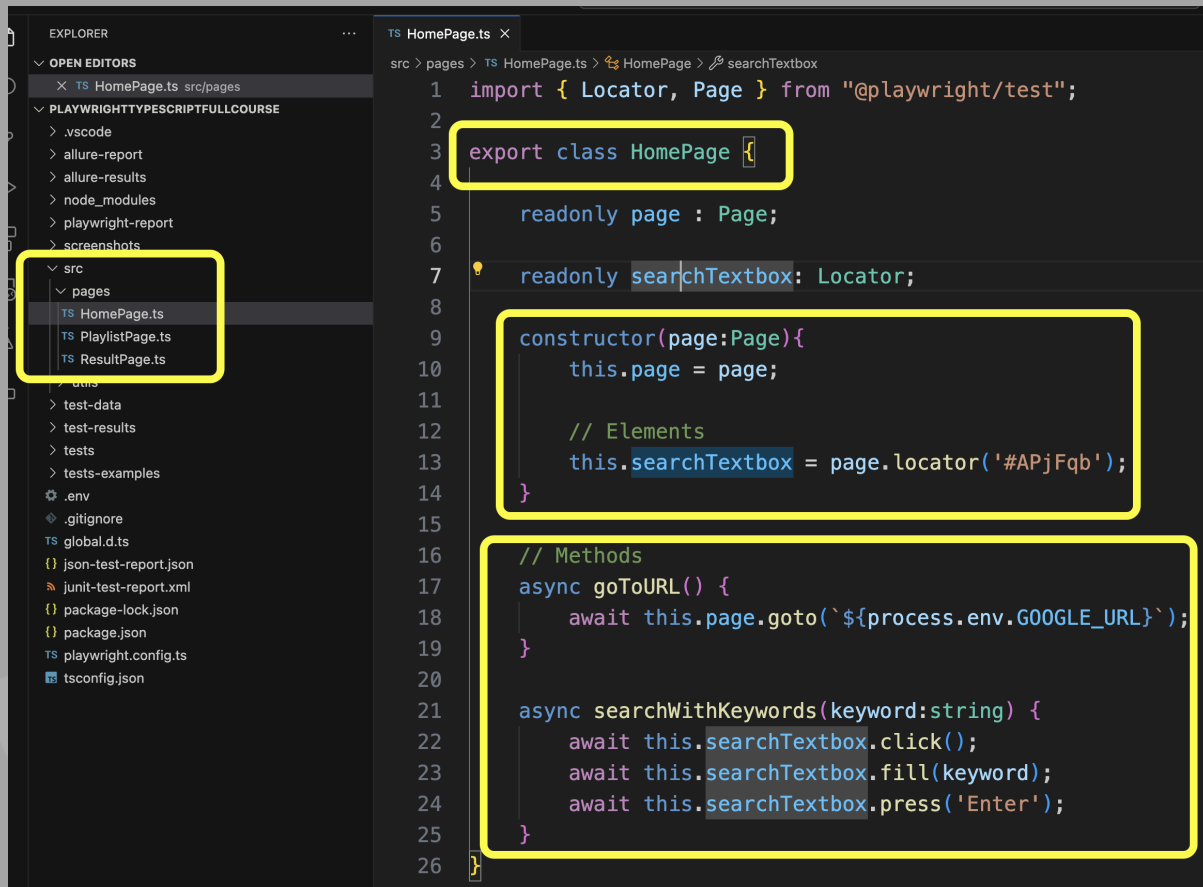 EXPLORER
OPEN EDITORS
TS HomePage.ts src/pages
PLAYWRIGHTTYPESCRIPTFULLCOURSE
.vscode
allure-report
allure-results
node_modules
playwright-report
screenshots
src
pages
TS HomePage.ts
TS PlaylistPage.ts
TS ResultPage.ts
utils
test-data
test-results
tests
tests-examples
.env
.gitignore
TS global.d.ts
{} json-test-report.json
junit-test-report.xml
{} package-lock.json
{} package.json
TS playwright.config.ts
TS tsconfig.json
TS HomePage.ts
src > pages > TS HomePage.ts > HomePage > searchTextbox
1 import { Locator, Page } from "@playwright/test";
2
3 export class HomePage {
4
5 readonly page : Page;
6
7 readonly searchTextbox: Locator;
8
9 constructor(page:Page){
10 this.page = page;
11
12 // Elements
13 this.searchTextbox = page.locator('#APjFqb');
14 }
15
16 // Methods
17 async goToURL() {
18 await this.page.goto(`${process.env.GOOGLE_URL}`);
19 }
20
21 async searchWithKeywords(keyword:string) {
22 await this.searchTextbox.click();
23 await this.searchTextbox.fill(keyword);
24 await this.searchTextbox.press('Enter');
25 }
26 }